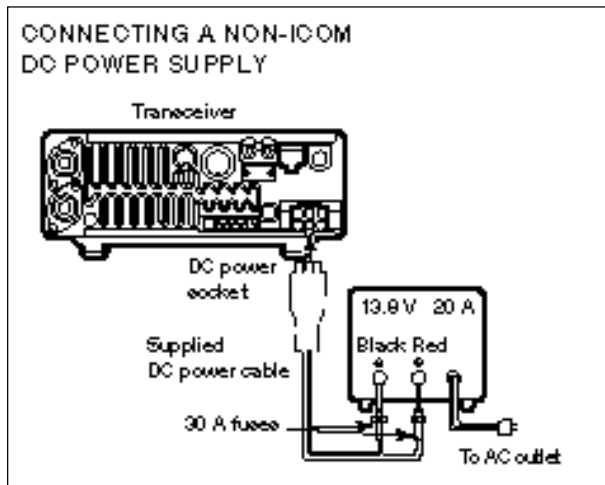 CONNECTING A NON-ICOM
DC POWER SUPPLY
Transceiver
DC power
socket
13.8 V 20 A
Black Red
Supplied
DC power cable
30 A fuses
To AC outlet